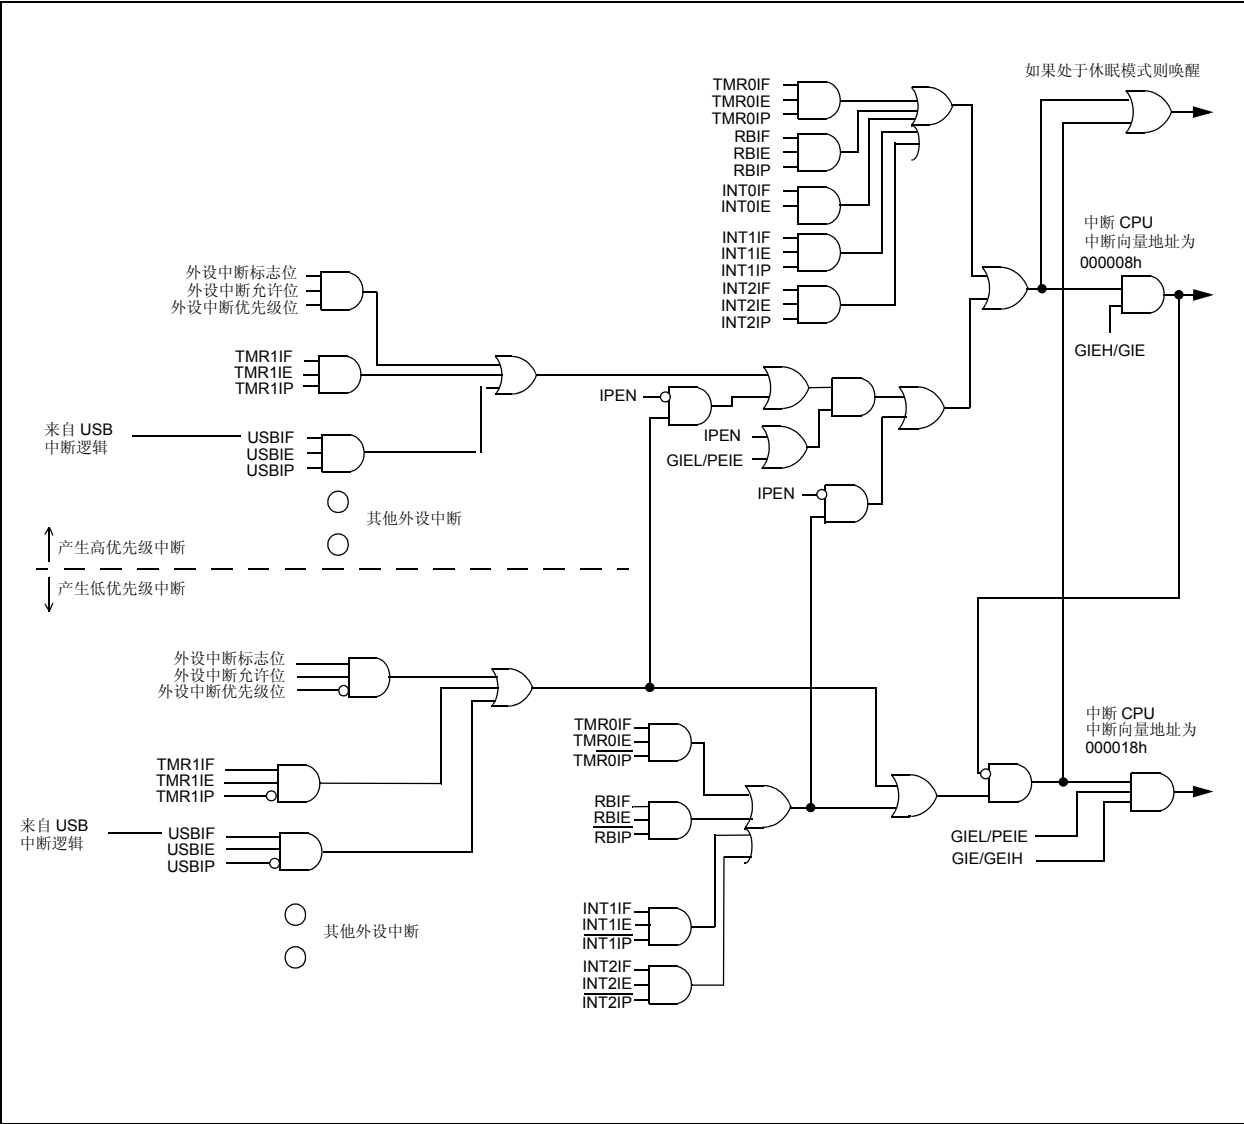 如果处于休眠模式则唤醒
TMR0IF
TMR0IE
TMR0IP
RBIF
RBIE
RBIP
INT0IF
INT0IE
INT1IF
INT1IE
INT1IP
INT2IF
INT2IE
INT2IP
中断 CPU
中断向量地址为
000008h
GIEH/GIE
外设中断标志位
外设中断允许位
外设中断优先级位
TMR1IF
TMR1IE
TMR1IP
来自 USB
中断逻辑
USBIF
USBIE
USBIP
IPEN
IPEN
GIEL/PEIE
IPEN
其他外设中断
产生高优先级中断
产生低优先级中断
外设中断标志位
外设中断允许位
外设中断优先级位
TMR1IF
TMR1IE
TMR1IP
来自 USB
中断逻辑
USBIF
USBIE
USBIP
其他外设中断
TMR0IF
TMR0IE
TMR0IP
RBIF
RBIE
RBIP
INT1IF
INT1IE
INT1IP
INT2IF
INT2IE
INT2IP
中断 CPU
中断向量地址为
000018h
GIEL/PEIE
GIE/GEIH